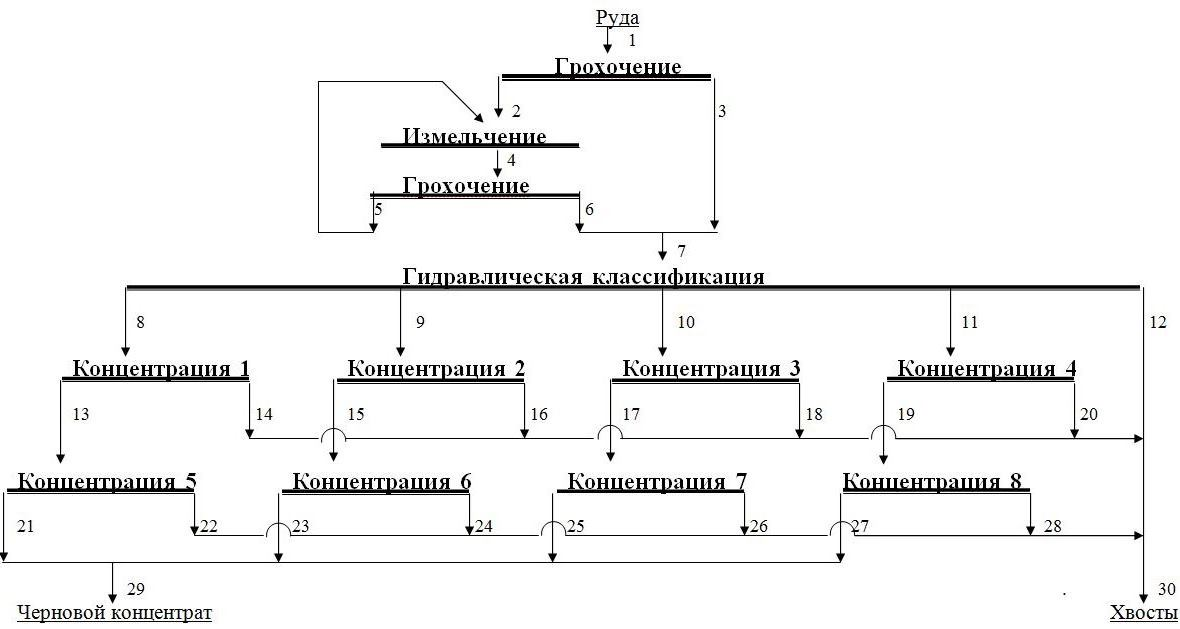 Руда
1
Грохочение
2
3
Измельчение
4
Грохочение
5
6
7
Гидравлическая классификация
8
9
10
11
12
Концентрация 1
Концентрация 2
Концентрация 3
Концентрация 4
13
14
15
16
17
18
19
20
Концентрация 5
Концентрация 6
Концентрация 7
Концентрация 8
21
22
23
24
25
26
27
28
29
30
Черновой концентрат
Хвосты